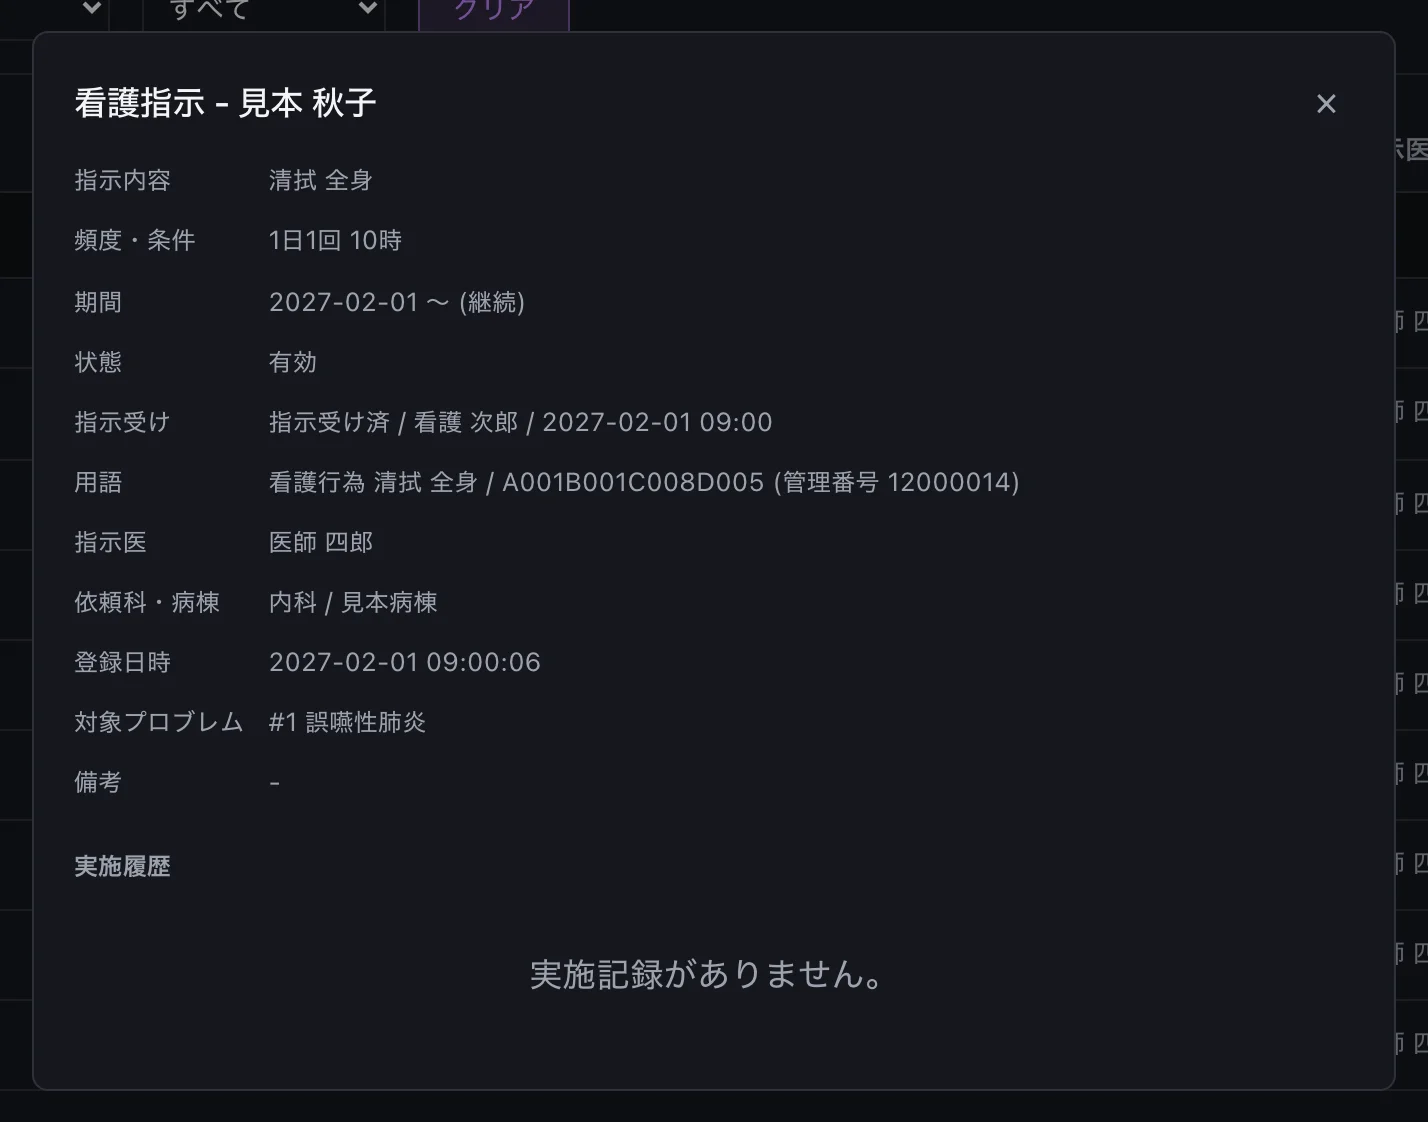 すべて
クリア
看護指示 - 見本 秋子
×
指示内容 清拭 全身
頻度・条件 1日1回 10時
期間 2027-02-01 〜 (継続)
状態 有効
指示受け 指示受け済 / 看護 次郎 / 2027-02-01 09:00
用語 看護行為 清拭 全身 / A001B001C008D005 (管理番号 12000014)
指示医 医師 四郎
依頼科・病棟 内科 / 見本病棟
登録日時 2027-02-01 09:00:06
対象プロブレム #1 誤嚥性肺炎
備考 -
実施履歴
実施記録がありません。